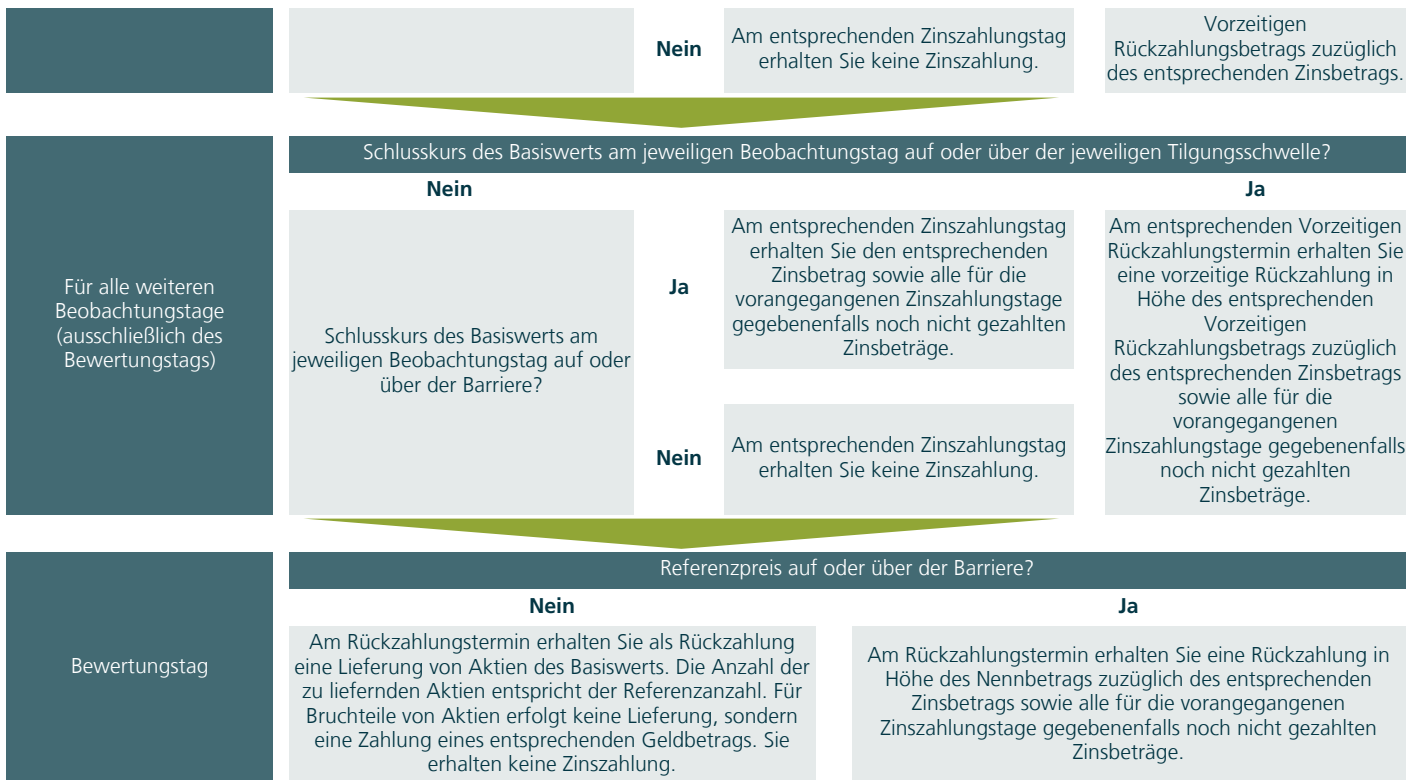 Nein
Am entsprechenden Zinszahlungstag
erhalten Sie keine Zinszahlung.
Vorzeitigen
Rückzahlungsbetrags zuzüglich
des entsprechenden Zinsbetrags.
Für alle weiteren
Beobachtungstage
(ausschließlich des
Bewertungstags)
Schlusskurs des Basiswerts am jeweiligen Beobachtungstag auf oder über der jeweiligen Tilgungsschwelle?
Nein
Ja
Schlusskurs des Basiswerts am
jeweiligen Beobachtungstag auf oder
über der Barriere?
Ja
Am entsprechenden Zinszahlungstag
erhalten Sie den entsprechenden
Zinsbetrag sowie alle für die
vorangegangenen Zinszahlungstage
gegebenenfalls noch nicht gezahlten
Zinsbeträge.
Nein
Am entsprechenden Zinszahlungstag
erhalten Sie keine Zinszahlung.
Am entsprechenden Vorzeitigen
Rückzahlungstermin erhalten Sie
eine vorzeitige Rückzahlung in
Höhe des entsprechenden
Vorzeitigen
Rückzahlungsbetrags zuzüglich
des entsprechenden Zinsbetrags
sowie alle für die
vorangegangenen
Zinszahlungstage gegebenenfalls
noch nicht gezahlten
Zinsbeträge.
Bewertungstag
Referenzpreis auf oder über der Barriere?
Nein
Ja
Am Rückzahlungstermin erhalten Sie als Rückzahlung
eine Lieferung von Aktien des Basiswerts. Die Anzahl der
zu liefernden Aktien entspricht der Referenzanzahl. Für
Bruchteile von Aktien erfolgt keine Lieferung, sondern
eine Zahlung eines entsprechenden Geldbetrags. Sie
erhalten keine Zinszahlung.
Am Rückzahlungstermin erhalten Sie eine Rückzahlung in
Höhe des Nennbetrags zuzüglich des entsprechenden
Zinsbetrags sowie alle für die vorangegangenen
Zinszahlungstage gegebenenfalls noch nicht gezahlten
Zinsbeträge.